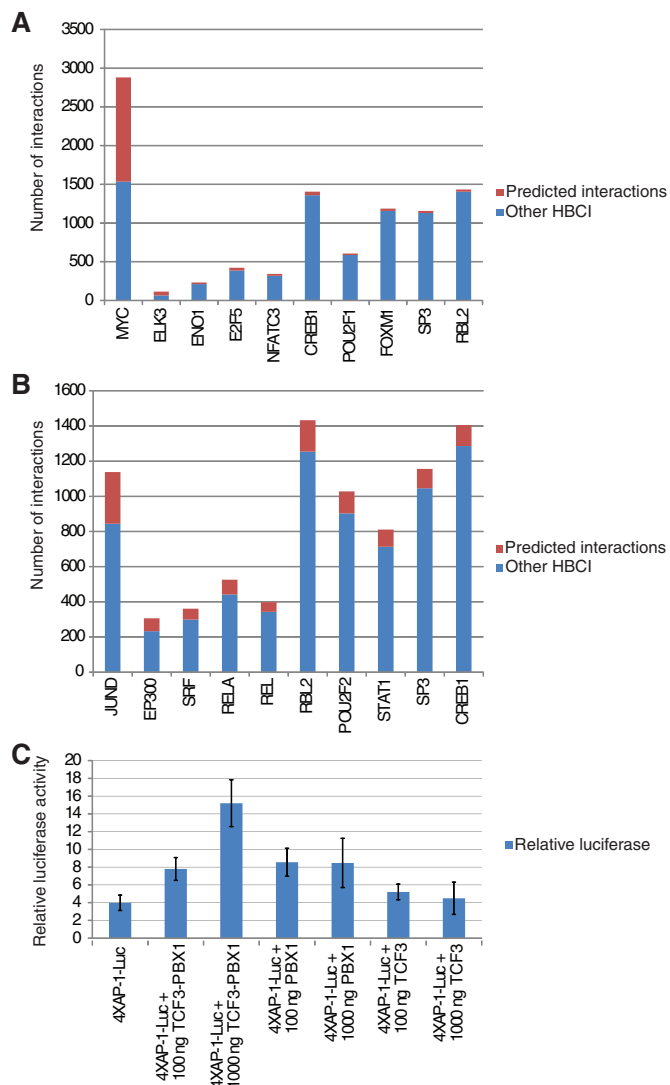 A
Number of interactions
3500
3000
2500
2000
1500
1000
500
0
MYC
ELK3
ENO1
E2F5
NFATC3
CREB1
POU2F1
FOXM1
SP3
RBL2
Predicted interactions
Other HBCI
B
Number of interactions
1600
1400
1200
1000
800
600
400
200
0
JUND
EP300
SRF
RELA
REL
RBL2
POU2F2
STAT1
SP3
CREB1
Predicted interactions
Other HBCI
C
Relative luciferase activity
20
18
16
14
12
10
8
6
4
2
0
4XAP-1-Luc
4XAP-1-Luc +
100 ng TCF3-PBX1
4XAP-1-Luc +
1000 ng TCF3-PBX1
4XAP-1-Luc +
100 ng PBX1
4XAP-1-Luc +
1000 ng PBX1
4XAP-1-Luc +
100 ng TCF3
4XAP-1-Luc +
1000 ng TCF3
Relative luciferase